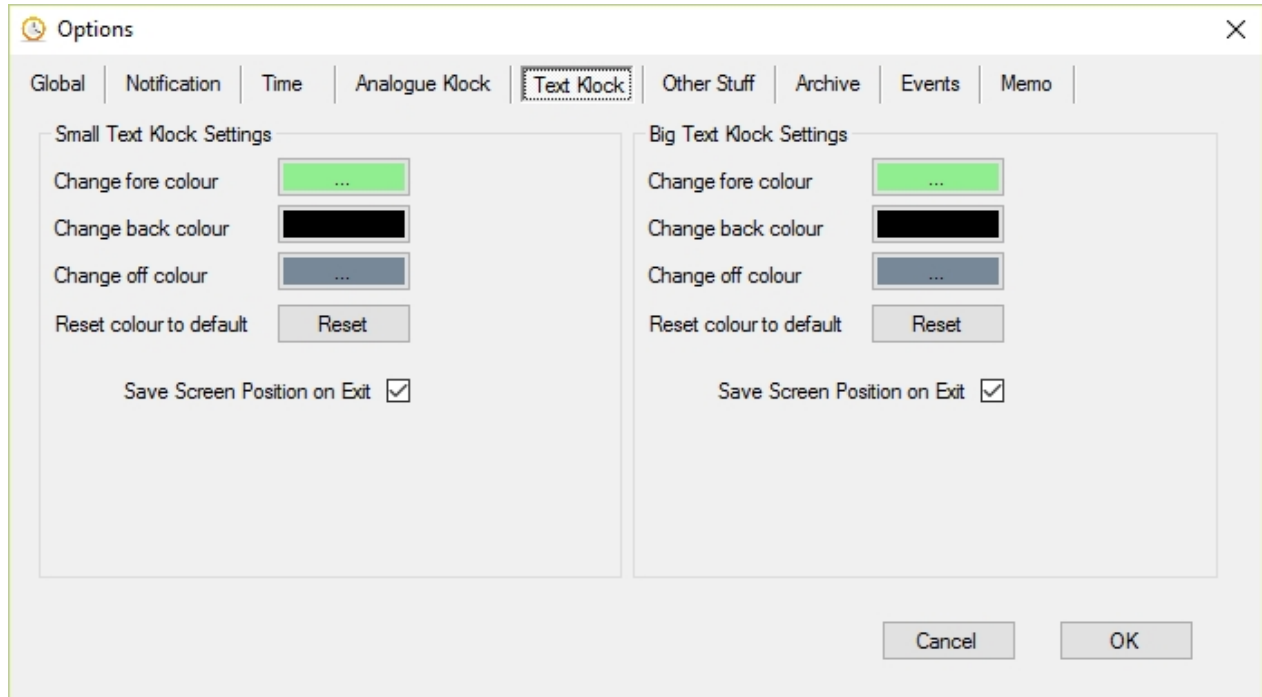 Options
Global Notification Time Analogue Klock Text Klock Other Stuff Archive Events Memo
Small Text Klock Settings
Change fore colour ...
Change back colour
Change off colour ...
Reset colour to default Reset
Save Screen Position on Exit
Big Text Klock Settings
Change fore colour ...
Change back colour
Change off colour ...
Reset colour to default Reset
Save Screen Position on Exit
Cancel OK